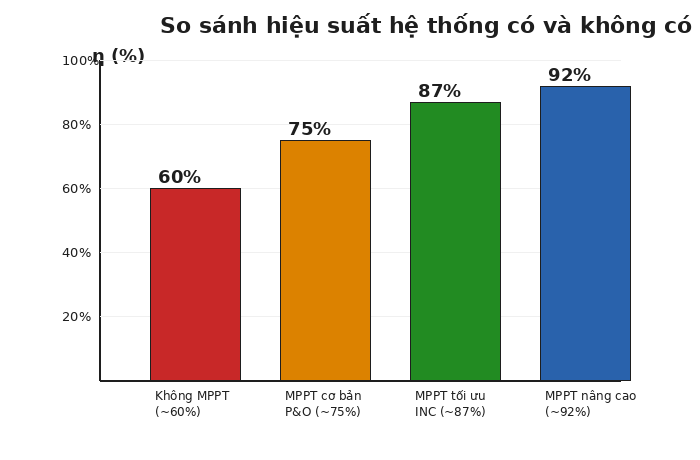 So sánh hiệu suất hệ thống có và không có
η (%)
100%
80%
60%
40%
20%
60%
75%
87%
92%
Không MPPT
(~60%)
MPPT cơ bản
P&O (~75%)
MPPT tối ưu
INC (~87%)
MPPT nâng cao
(~92%)